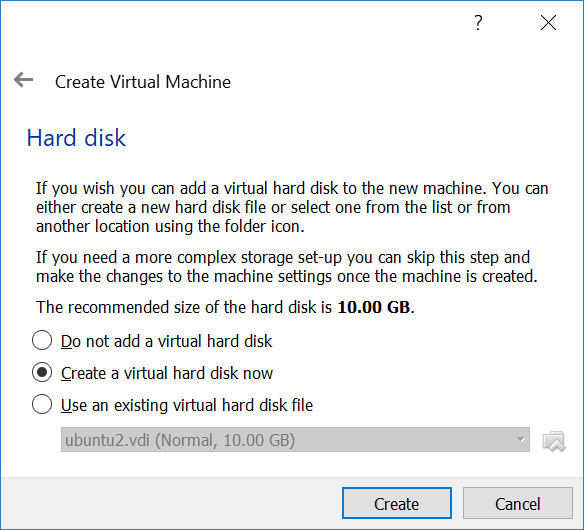 ?
Create Virtual Machine
Hard disk
If you wish you can add a virtual hard disk to the new machine. You can
either create a new hard disk file or select one from the list or from
another location using the folder icon.
If you need a more complex storage set-up you can skip this step and
make the changes to the machine settings once the machine is created.
The recommended size of the hard disk is 10.00 GB.
Do not add a virtual hard disk
Create a virtual hard disk now
Use an existing virtual hard disk file
ubuntu2.vdi (Normal, 10.00 GB)
Create Cancel